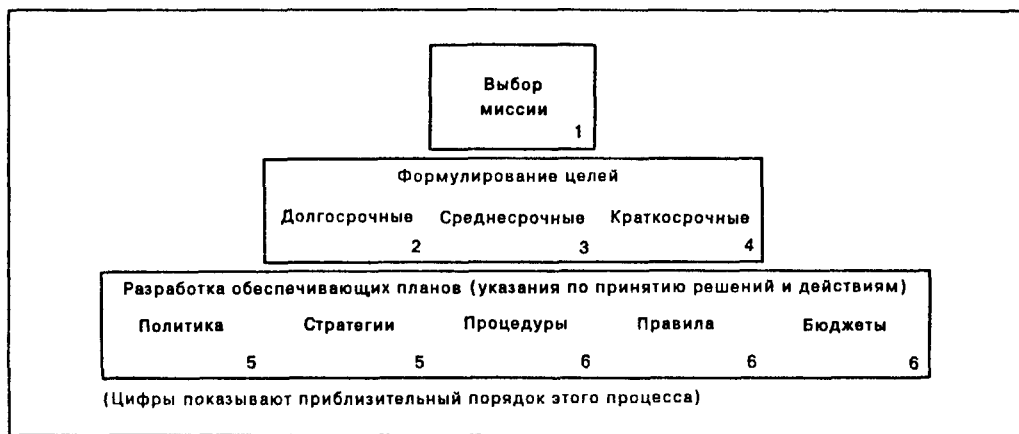 Выбор
миссии
1
Формулирование целей
Долгосрочные Среднесрочные Краткосрочные
2 3 4
Разработка обеспечивающих планов (указания по принятию решений и действиям)
Политика Стратегии Процедуры Правила Бюджеты
5 5 6 6 6
(Цифры показывают приблизительный порядок этого процесса)